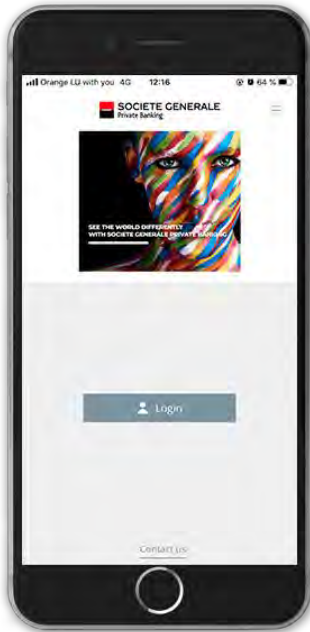 Orange LU with you 4G 12:16 64 %
SOCIETE GENERALE
Private Banking
SEE THE WORLD DIFFERENTLY
WITH SOCIETE GENERALE PRIVATE BANKING
Login
Contact us